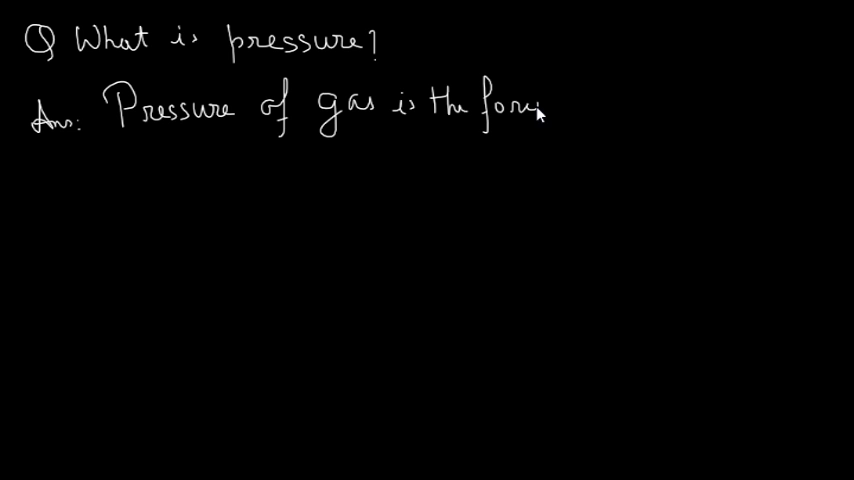 Q What is pressure?
Ans: Pressure of gas is the